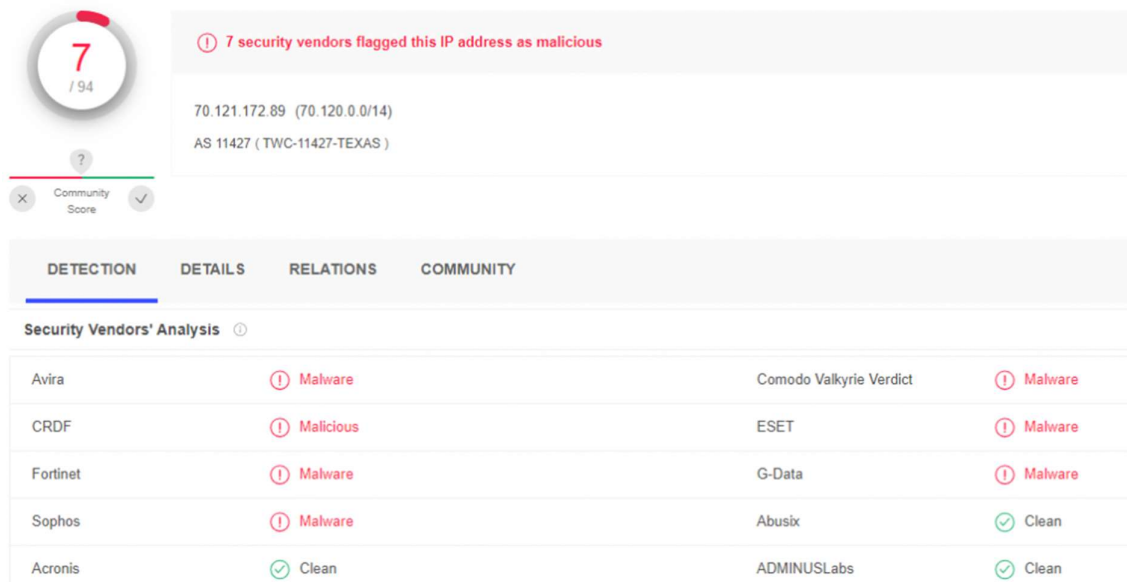 7
/ 94
7 security vendors flagged this IP address as malicious
70.121.172.89 (70.120.0.0/14)
AS 11427 ( TWC-11427-TEXAS )
?
Community
Score
DETECTION DETAILS RELATIONS COMMUNITY
Security Vendors' Analysis
Avira Malware Comodo Valkyrie Verdict Malware
CRDF Malicious ESET Malware
Fortinet Malware G-Data Malware
Sophos Malware Abusix Clean
Acronis Clean ADMINUSLabs Clean